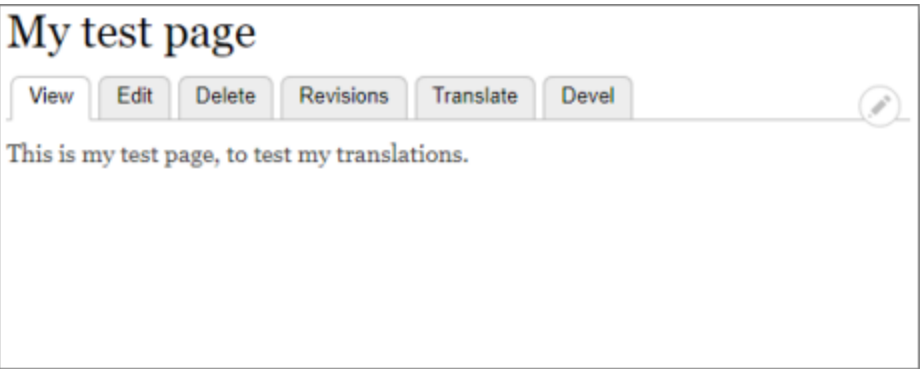 My test page
View Edit Delete Revisions Translate Devel
This is my test page, to test my translations.